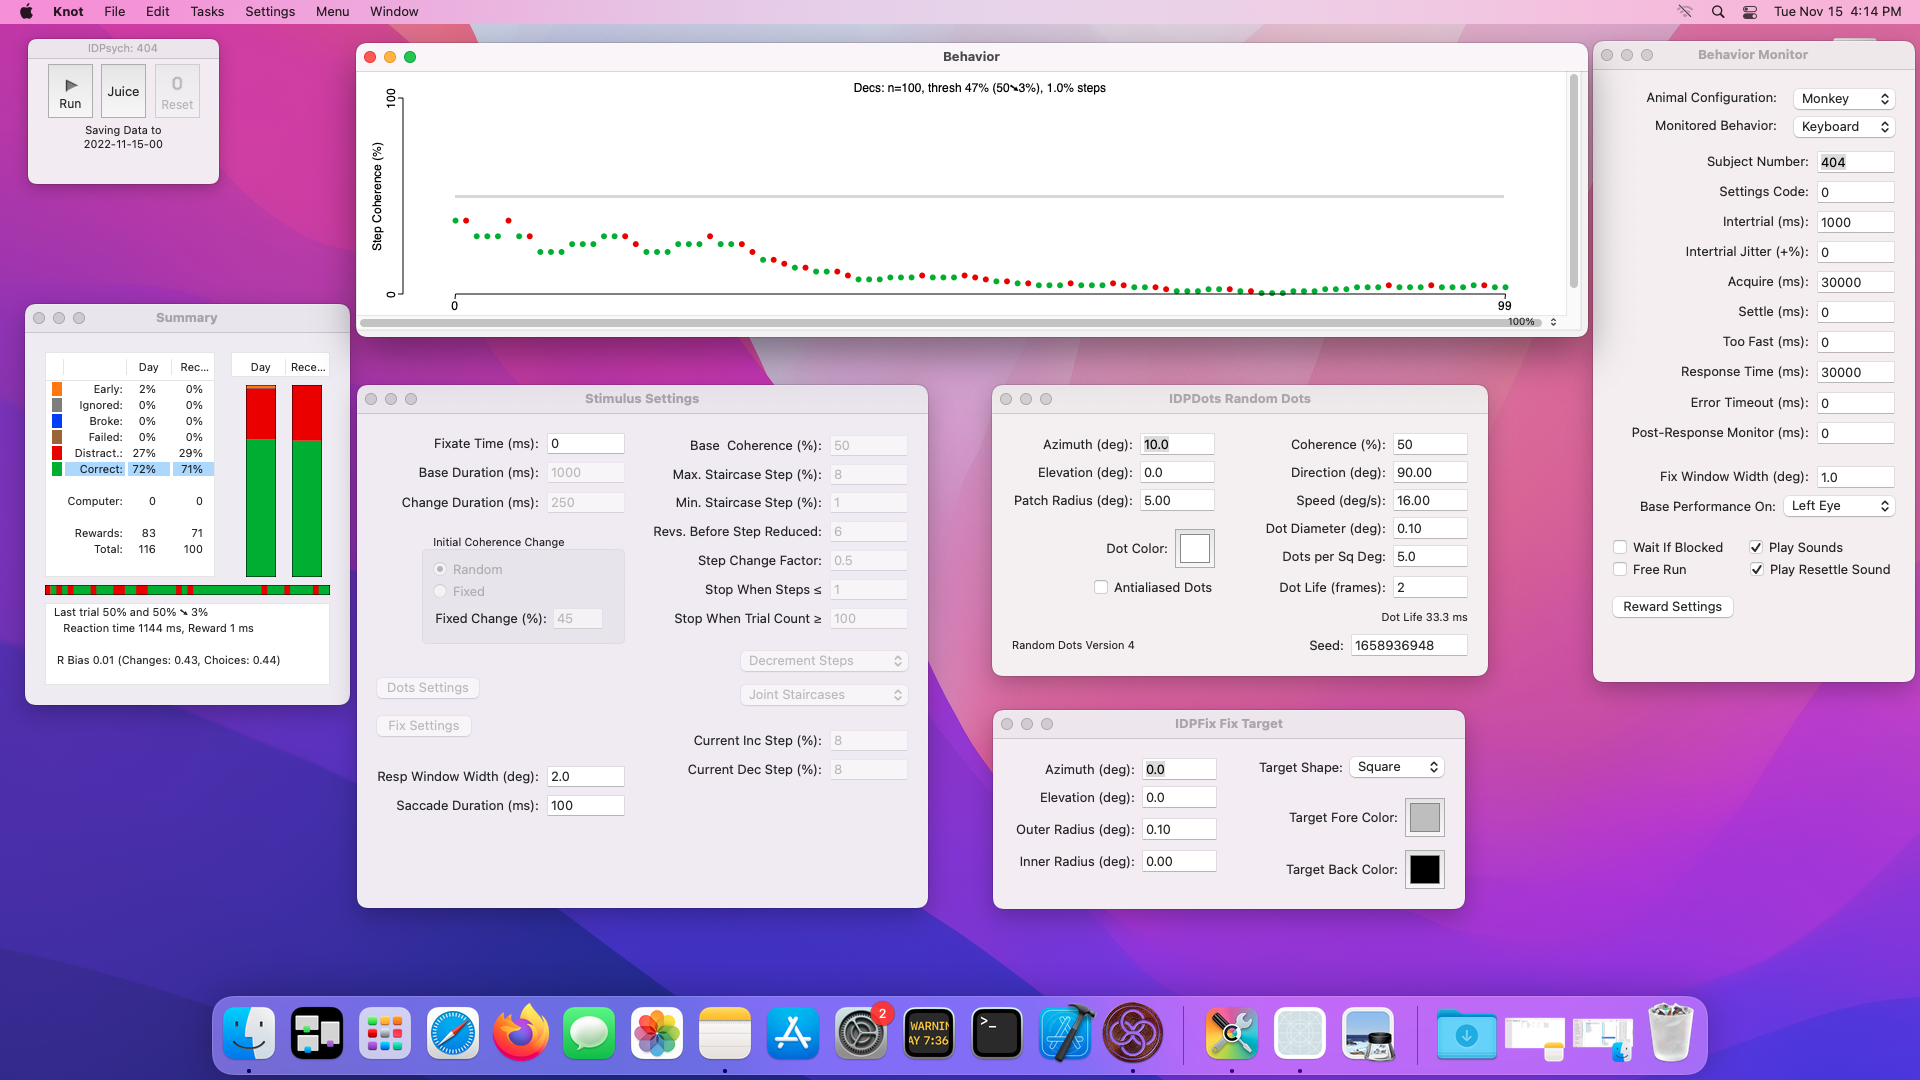 Knot File Edit Tasks Settings Menu Window
Tue Nov 15 4:14 PM
IDPsych: 404
0
Run Juice Reset
Saving Data to
2022-11-15-00
Behavior
Decs: n=100, thresh 47% (50➘3%), 1.0% steps
100
Step Coherence (%)
0
0 99
100%
Behavior Monitor
Animal Configuration: Monkey
Monitored Behavior: Keyboard
Subject Number: 404
Settings Code: 0
Intertrial (ms): 1000
Intertrial Jitter (+%): 0
Acquire (ms): 30000
Settle (ms): 0
Too Fast (ms): 0
Response Time (ms): 30000
Error Timeout (ms): 0
Post-Response Monitor (ms): 0
Fix Window Width (deg): 1.0
Base Performance On: Left Eye
Wait If Blocked Play Sounds
Free Run Play Resettle Sound
Reward Settings
Summary
Day Rec... Day Rece...
Early: 2% 0%
Ignored: 0% 0%
Broke: 0% 0%
Failed: 0% 0%
Distract.: 27% 29%
Correct: 72% 71%
Computer: 0 0
Rewards: 83 71
Total: 116 100
Last trial 50% and 50% ➘ 3%
Reaction time 1144 ms, Reward 1 ms
R Bias 0.01 (Changes: 0.43, Choices: 0.44)
Stimulus Settings
Fixate Time (ms): 0
Base Duration (ms): 1000
Change Duration (ms): 250
Initial Coherence Change
Random
Fixed
Fixed Change (%): 45
Dots Settings
Fix Settings
Resp Window Width (deg): 2.0
Saccade Duration (ms): 100
Base Coherence (%): 50
Max. Staircase Step (%): 8
Min. Staircase Step (%): 1
Revs. Before Step Reduced: 6
Step Change Factor: 0.5
Stop When Steps ≤ 1
Stop When Trial Count ≥ 100
Decrement Steps
Joint Staircases
Current Inc Step (%): 8
Current Dec Step (%): 8
IDPDots Random Dots
Azimuth (deg): 10.0
Elevation (deg): 0.0
Patch Radius (deg): 5.00
Dot Color:
Antialiased Dots
Random Dots Version 4
Coherence (%): 50
Direction (deg): 90.00
Speed (deg/s): 16.00
Dot Diameter (deg): 0.10
Dots per Sq Deg: 5.0
Dot Life (frames): 2
Dot Life 33.3 ms
Seed: 1658936948
IDPFix Fix Target
Azimuth (deg): 0.0
Elevation (deg): 0.0
Outer Radius (deg): 0.10
Inner Radius (deg): 0.00
Target Shape: Square
Target Fore Color:
Target Back Color:
2
WARNIN
AY 7:36
>_